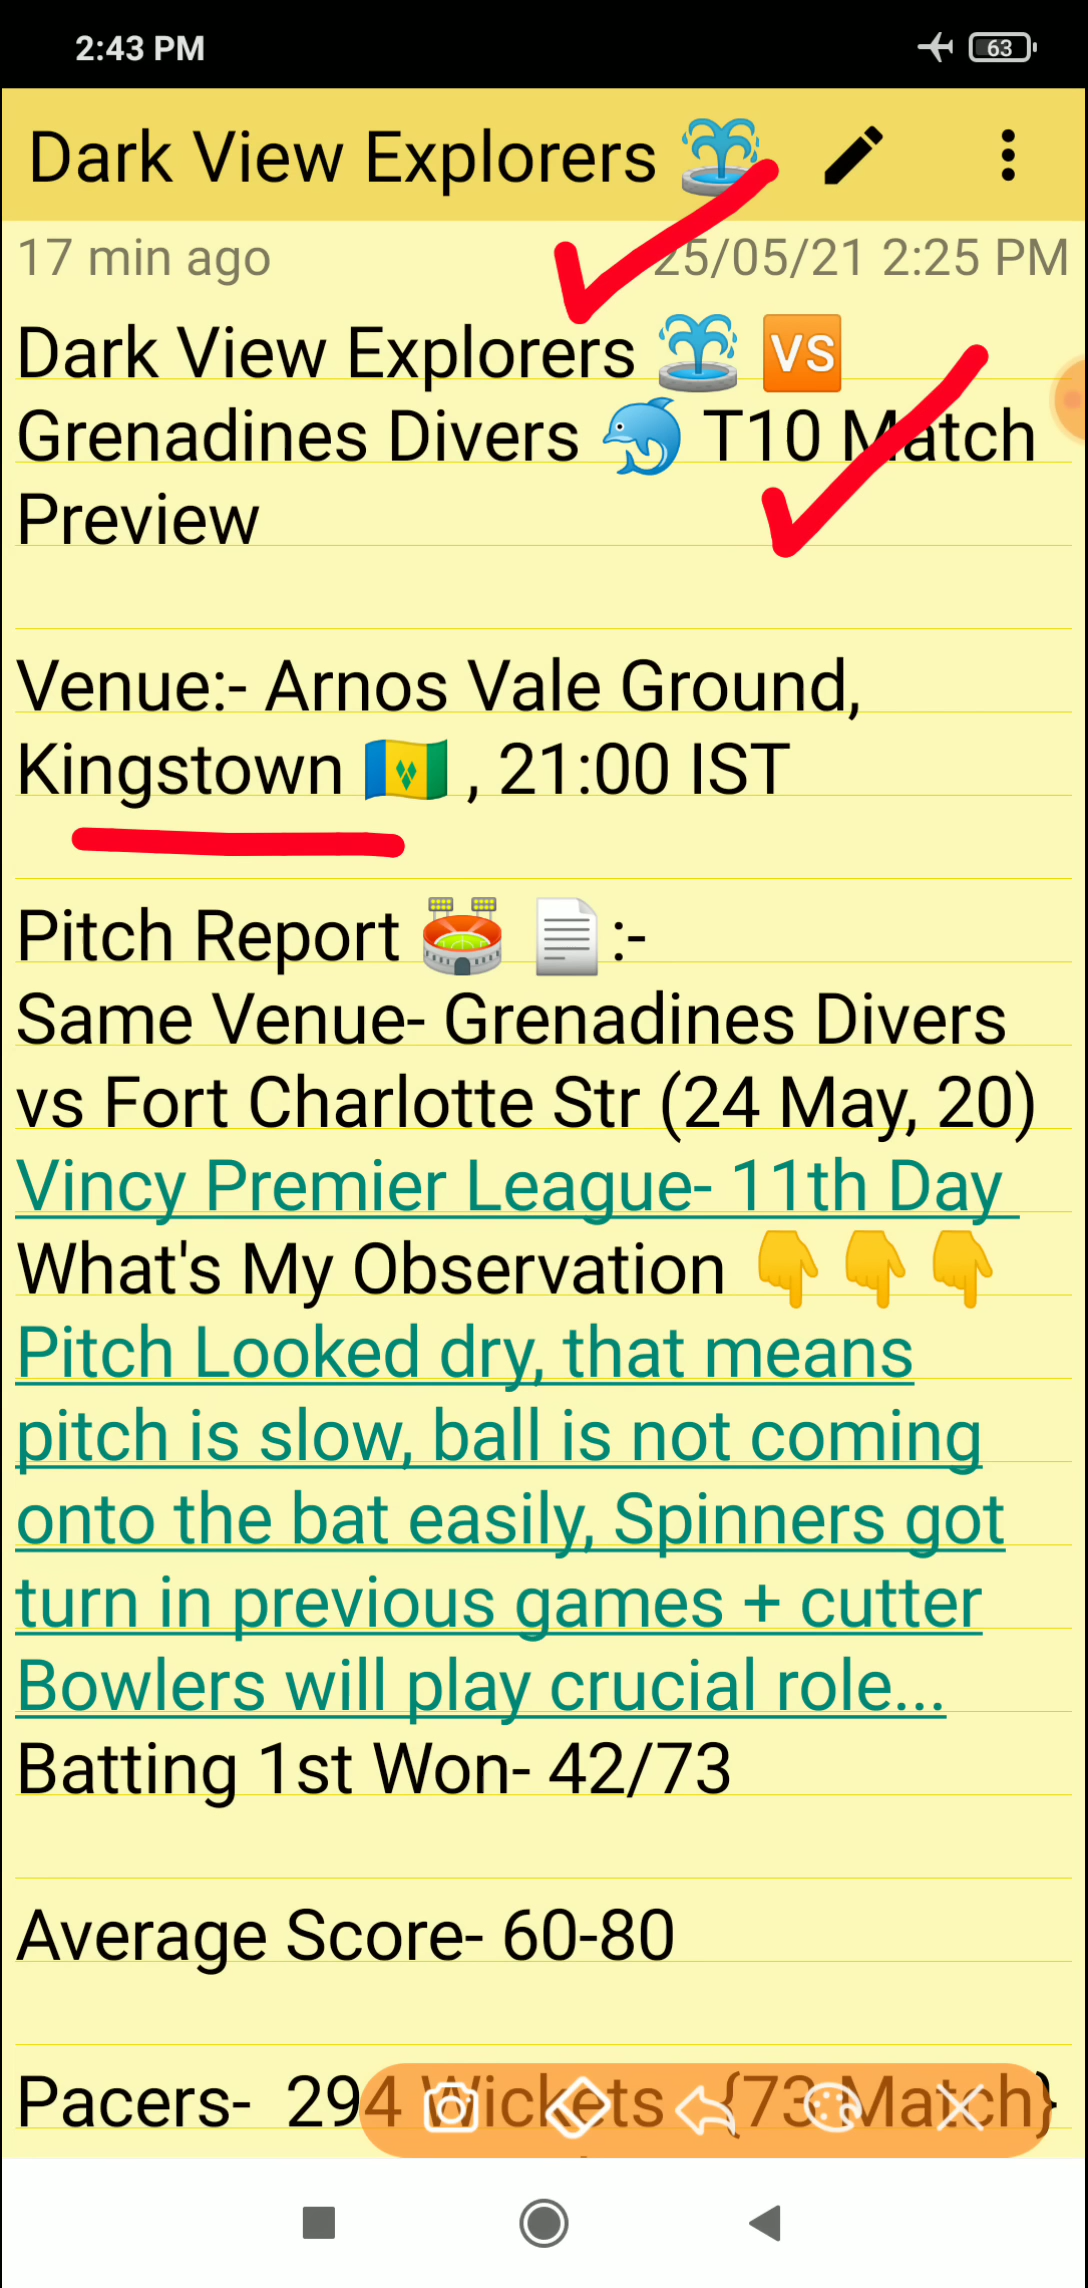 2:43 PM
63
Dark View Explorers ⛲
17 min ago 25/05/21 2:25 PM
Dark View Explorers ⛲ 🆚
Grenadines Divers 🐬 T10 Match
Preview
Venue:- Arnos Vale Ground,
Kingstown 🇻🇨 , 21:00 IST
Pitch Report 🏟️ 📄:-
Same Venue- Grenadines Divers
vs Fort Charlotte Str (24 May, 20)
Vincy Premier League- 11th Day
What's My Observation 👇👇👇
Pitch Looked dry, that means
pitch is slow, ball is not coming
onto the bat easily, Spinners got
turn in previous games + cutter
Bowlers will play crucial role...
Batting 1st Won- 42/73
Average Score- 60-80
Pacers- 294 Wickets {73 Match}